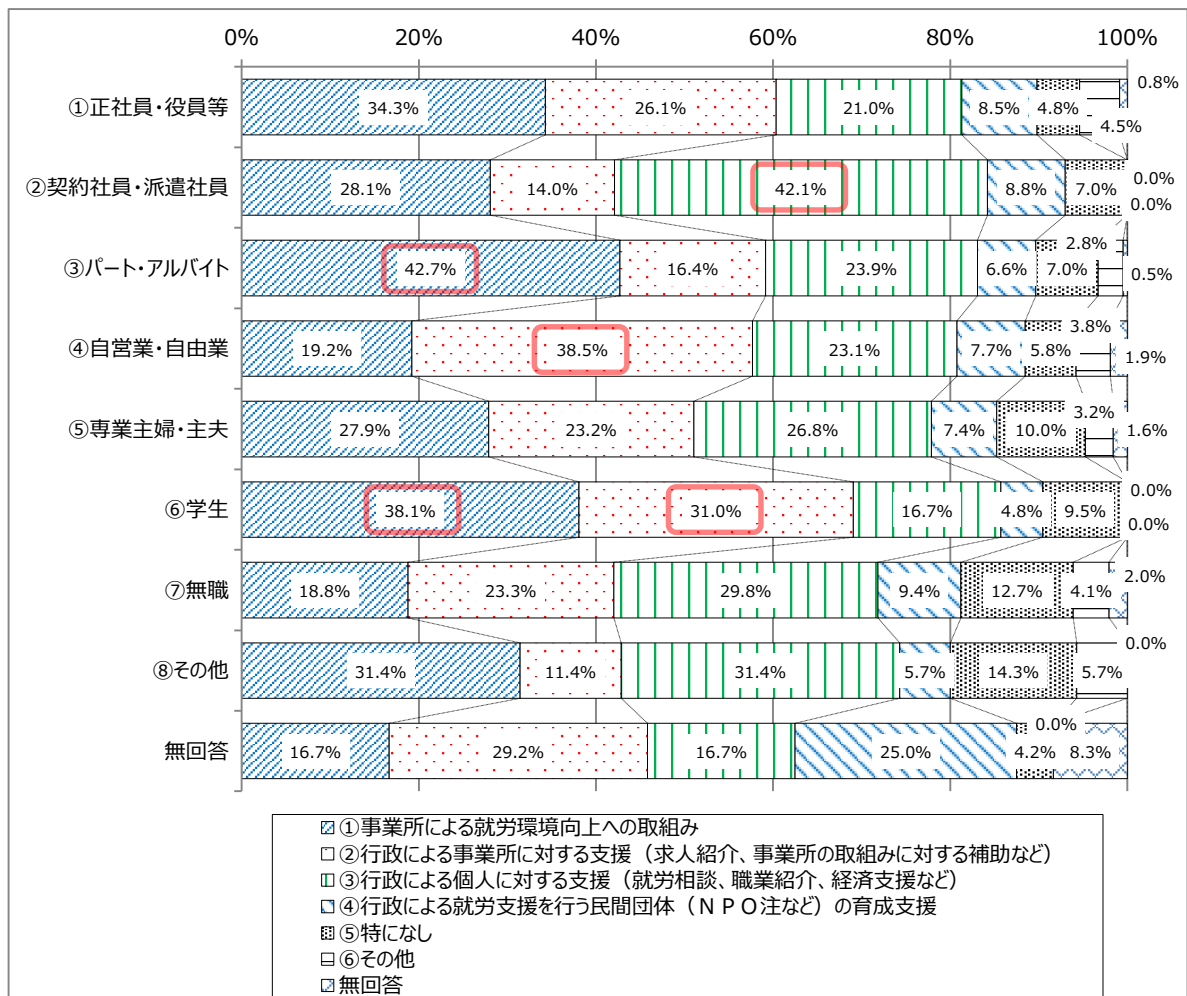 0% 20% 40% 60% 80% 100%
①正社員・役員等 34.3% 26.1% 21.0% 8.5% 4.8% 4.5% 0.8%
②契約社員・派遣社員 28.1% 14.0% 42.1% 8.8% 7.0% 0.0% 0.0%
③パート・アルバイト 42.7% 16.4% 23.9% 6.6% 7.0% 2.8% 0.5%
④自営業・自由業 19.2% 38.5% 23.1% 7.7% 5.8% 3.8% 1.9%
⑤専業主婦・主夫 27.9% 23.2% 26.8% 7.4% 10.0% 3.2% 1.6%
⑥学生 38.1% 31.0% 16.7% 4.8% 9.5% 0.0% 0.0%
⑦無職 18.8% 23.3% 29.8% 9.4% 12.7% 4.1% 2.0%
⑧その他 31.4% 11.4% 31.4% 5.7% 14.3% 5.7% 0.0%
無回答 16.7% 29.2% 16.7% 25.0% 4.2% 0.0% 8.3%
①事業所による就労環境向上への取組み
②行政による事業所に対する支援（求人紹介、事業所の取組みに対する補助など）
③行政による個人に対する支援（就労相談、職業紹介、経済支援など）
④行政による就労支援を行う民間団体（ＮＰＯ注など）の育成支援
⑤特になし
⑥その他
無回答